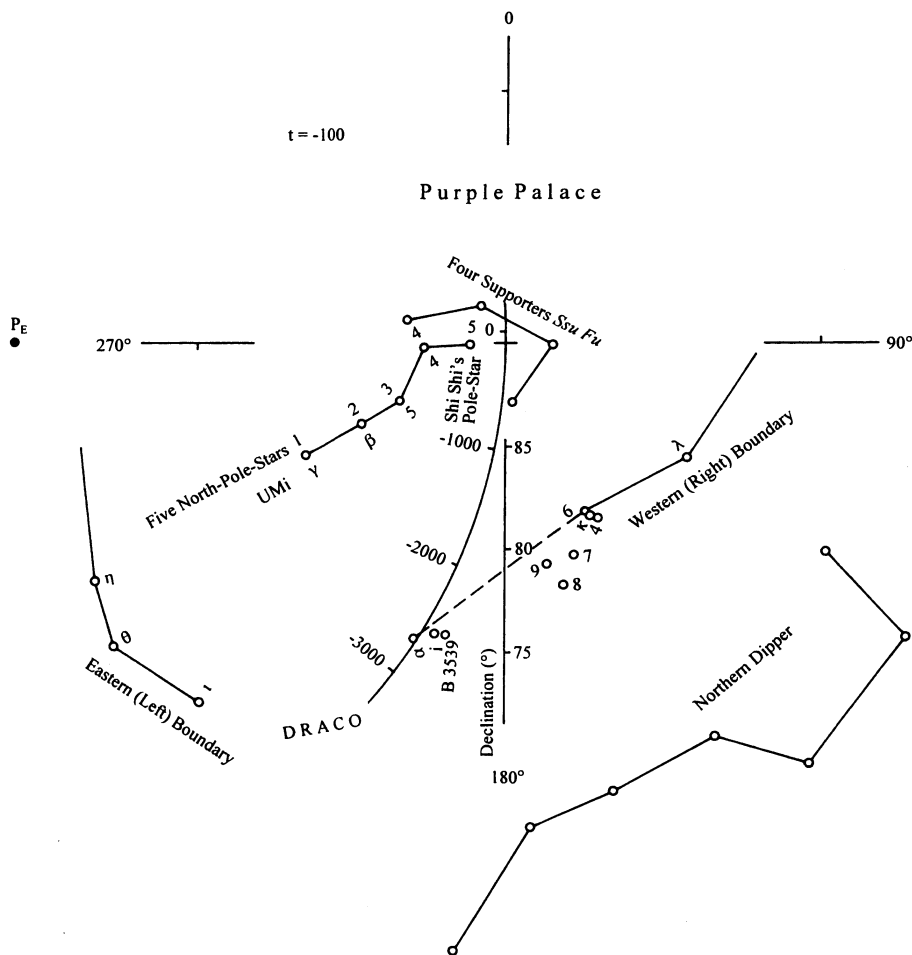 0
t = -100
Purple Palace
Four Supporters Ssu Fu
P_E
270°
90°
4
5
0
4
Shi Shi's
Pole-Star
3
5
2
β
1
γ
Five North-Pole-Stars
UMi
-1000
85
λ
Western (Right) Boundary
6
κ
4
80
-2000
7
9
8
η
θ
ι
Eastern (Left) Boundary
-3000
α
i
B 3539
75
Declination (°)
Northern Dipper
DRACO
180°